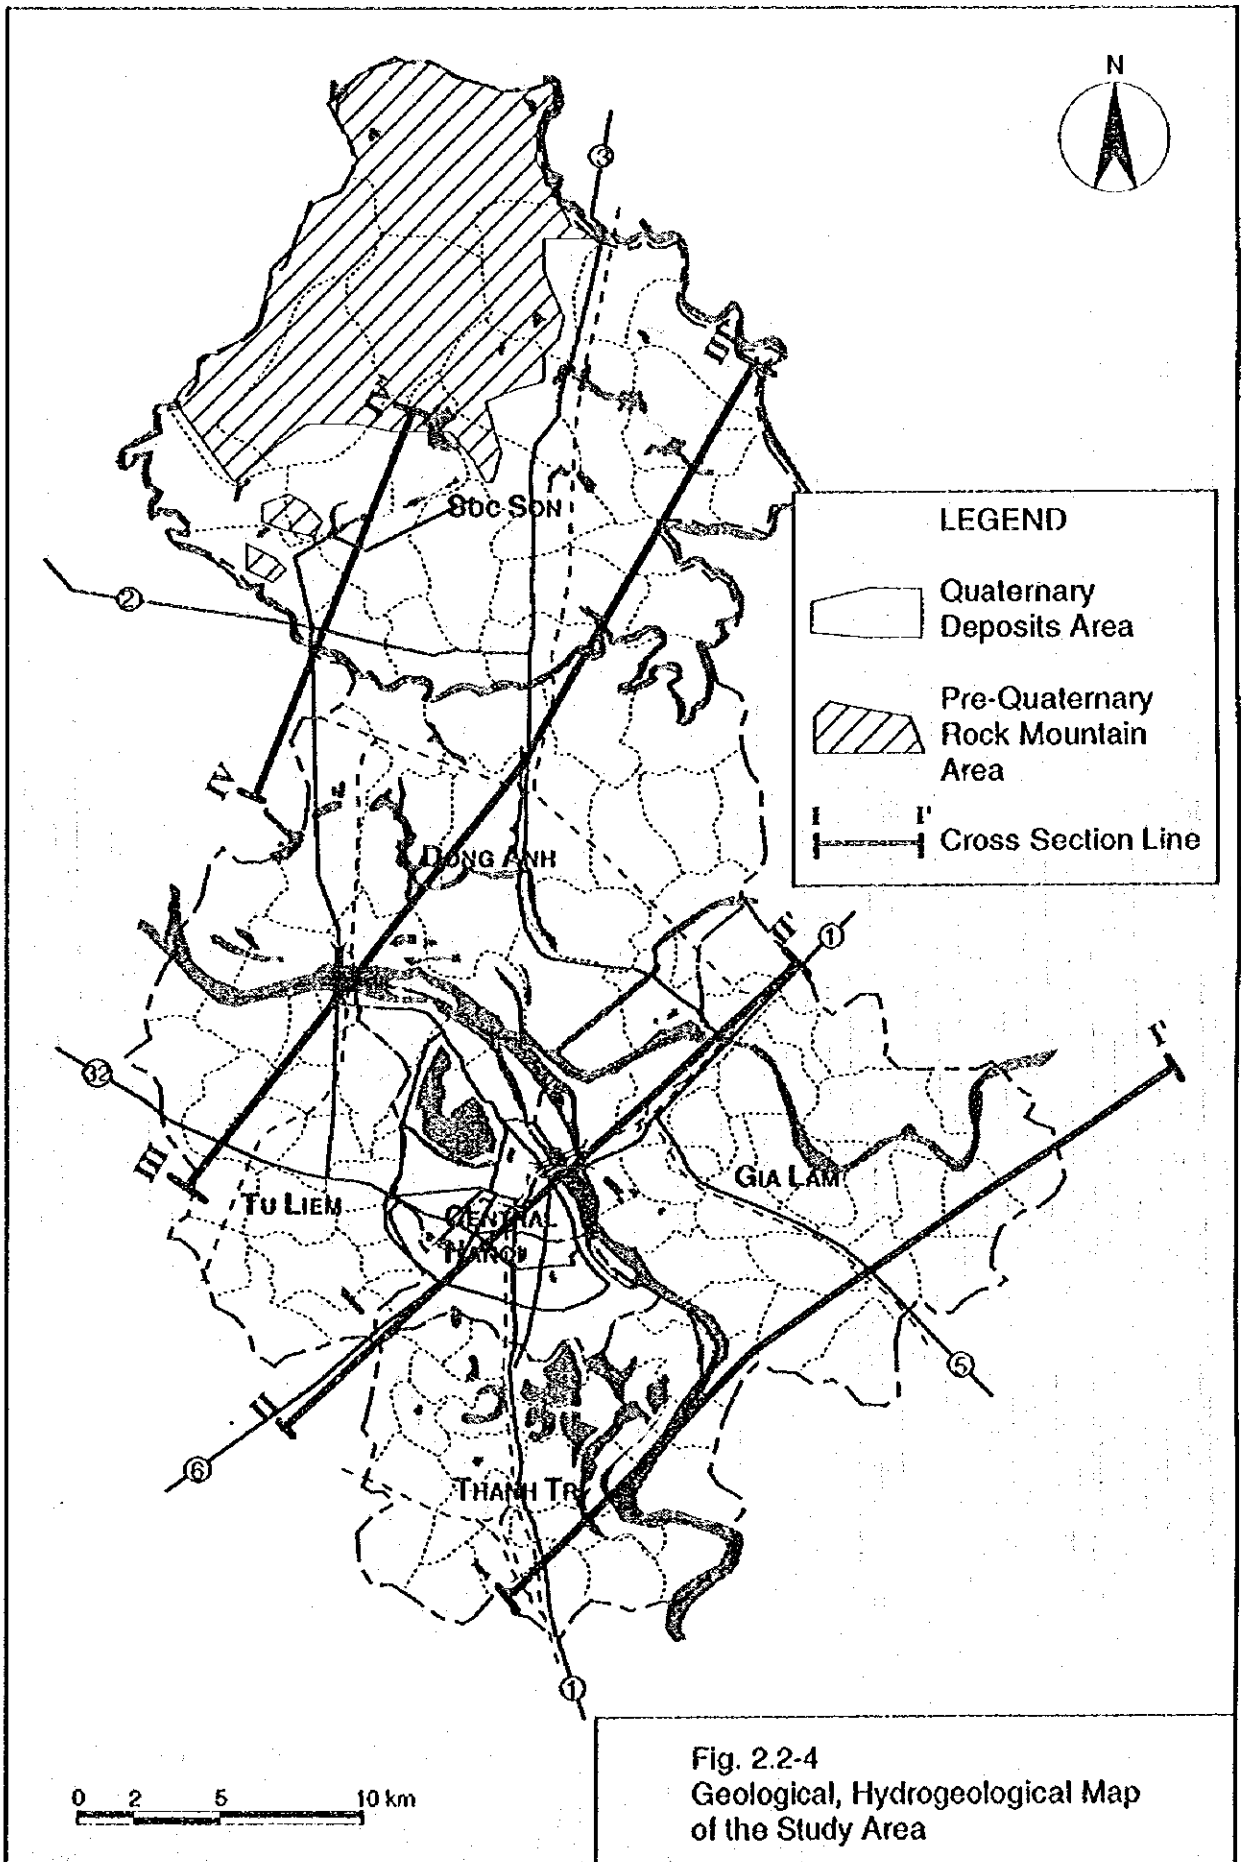 N
3
III'
IV'
SOC SON
LEGEND
Quaternary
Deposits Area
2
Pre-Quaternary
Rock Mountain
Area
IV
I I'
Cross Section Line
DONG ANH
II'
1
I'
32
III
GIA LAM
TU LIEM
CENTRAL
HANOI
5
II
6
THANH TRI
I
1
Fig. 2.2-4
Geological, Hydrogeological Map
of the Study Area
0 2 5 10 km